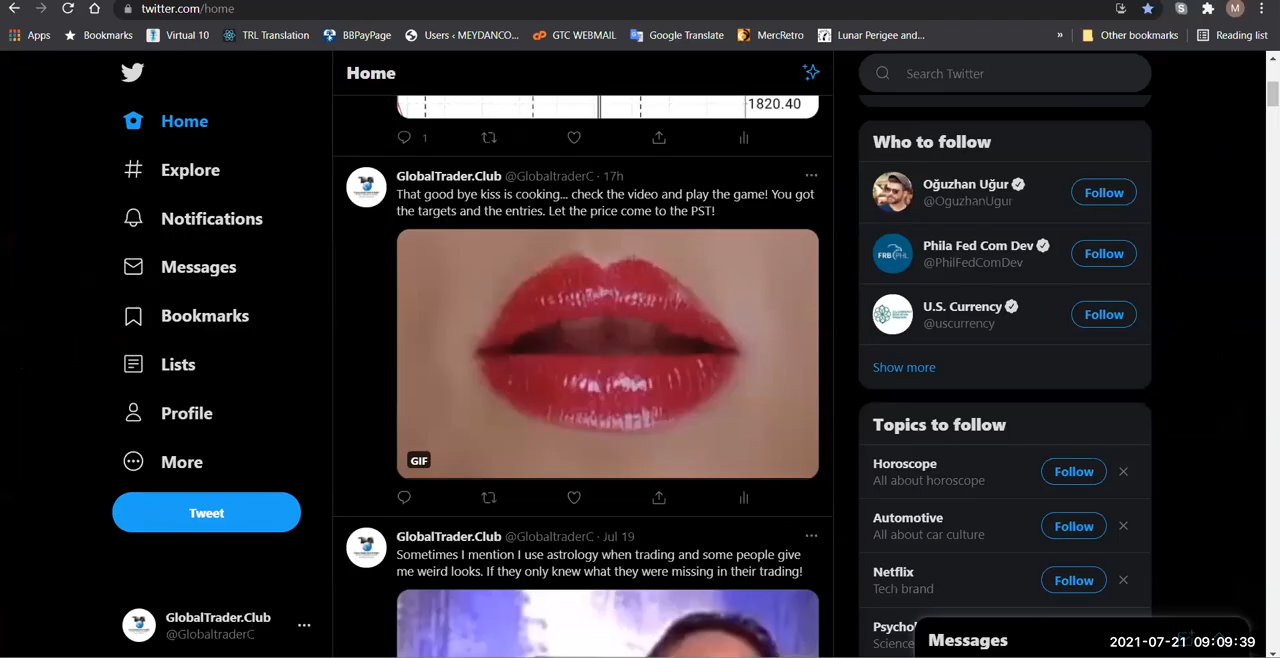 twitter.com/home
M
Apps
Bookmarks
Virtual 10
TRL Translation
BBPayPage
Users ‹ MEYDANCO...
GTC WEBMAIL
Google Translate
MercRetro
Lunar Perigee and...
»
Other bookmarks
Reading list
Home
Explore
Notifications
Messages
Bookmarks
Lists
Profile
More
Tweet
GlobalTrader.Club
@GlobaltraderC
Home
1820.40
1
GlobalTrader.Club @GlobaltraderC · 17h
That good bye kiss is cooking... check the video and play the game! You got
the targets and the entries. Let the price come to the PST!
GIF
GlobalTrader.Club @GlobaltraderC · Jul 19
Sometimes I mention I use astrology when trading and some people give
me weird looks. If they only knew what they were missing in their trading!
Search Twitter
Who to follow
Oğuzhan Uğur
@OguzhanUgur
Follow
FRB PHL
Phila Fed Com Dev
@PhilFedComDev
Follow
U.S. Currency
@uscurrency
Follow
Show more
Topics to follow
Horoscope
All about horoscope
Follow
Automotive
All about car culture
Follow
Netflix
Tech brand
Follow
Psychol
Science
Messages
2021-07-21 09:09:39